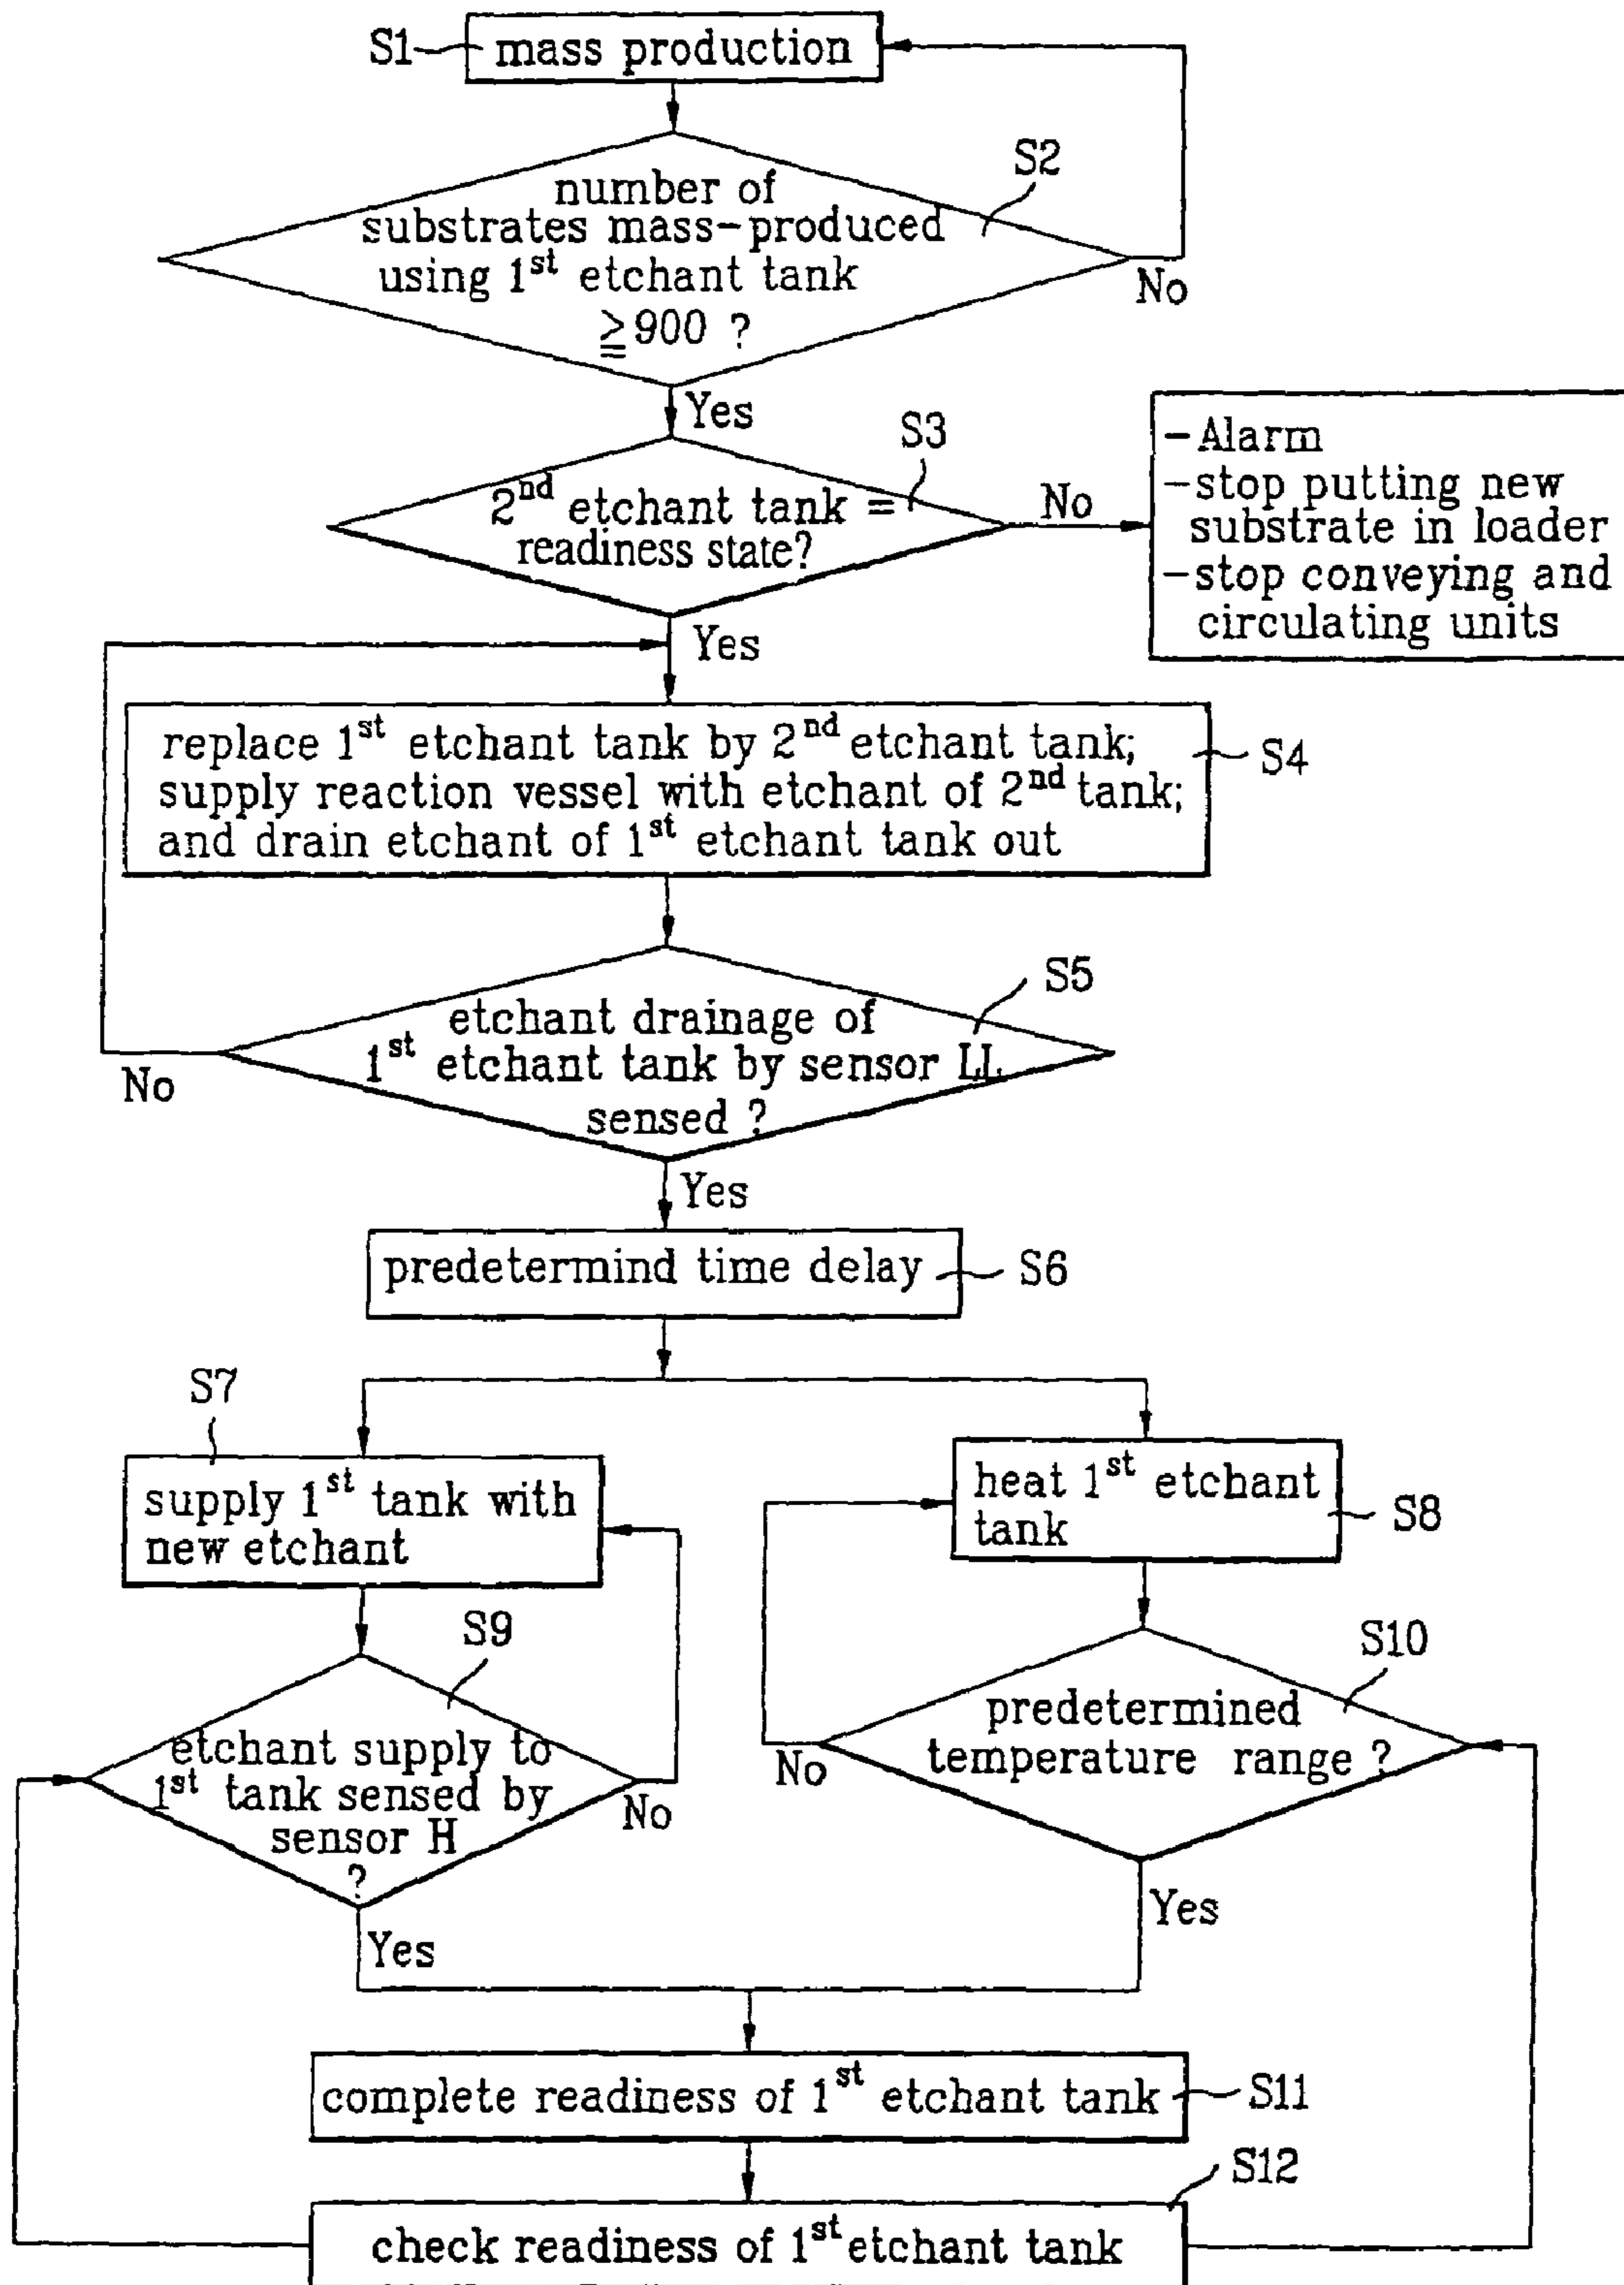 S1
mass production
S2
number of
substrates mass-produced
using 1st etchant tank
≧900 ?
No
Yes
S3
2nd etchant tank =
readiness state?
No
- Alarm
-stop putting new
substrate in loader
-stop conveying and
circulating units
Yes
replace 1st etchant tank by 2nd etchant tank;
supply reaction vessel with etchant of 2nd tank;
and drain etchant of 1st etchant tank out
S4
S5
etchant drainage of
1st etchant tank by sensor LL
sensed ?
No
Yes
predetermind time delay
S6
S7
supply 1st tank with
new etchant
heat 1st etchant
tank
S8
S9
etchant supply to
1st tank sensed by
sensor H
?
No
Yes
S10
predetermined
temperature range ?
No
Yes
complete readiness of 1st etchant tank
S11
S12
check readiness of 1st etchant tank